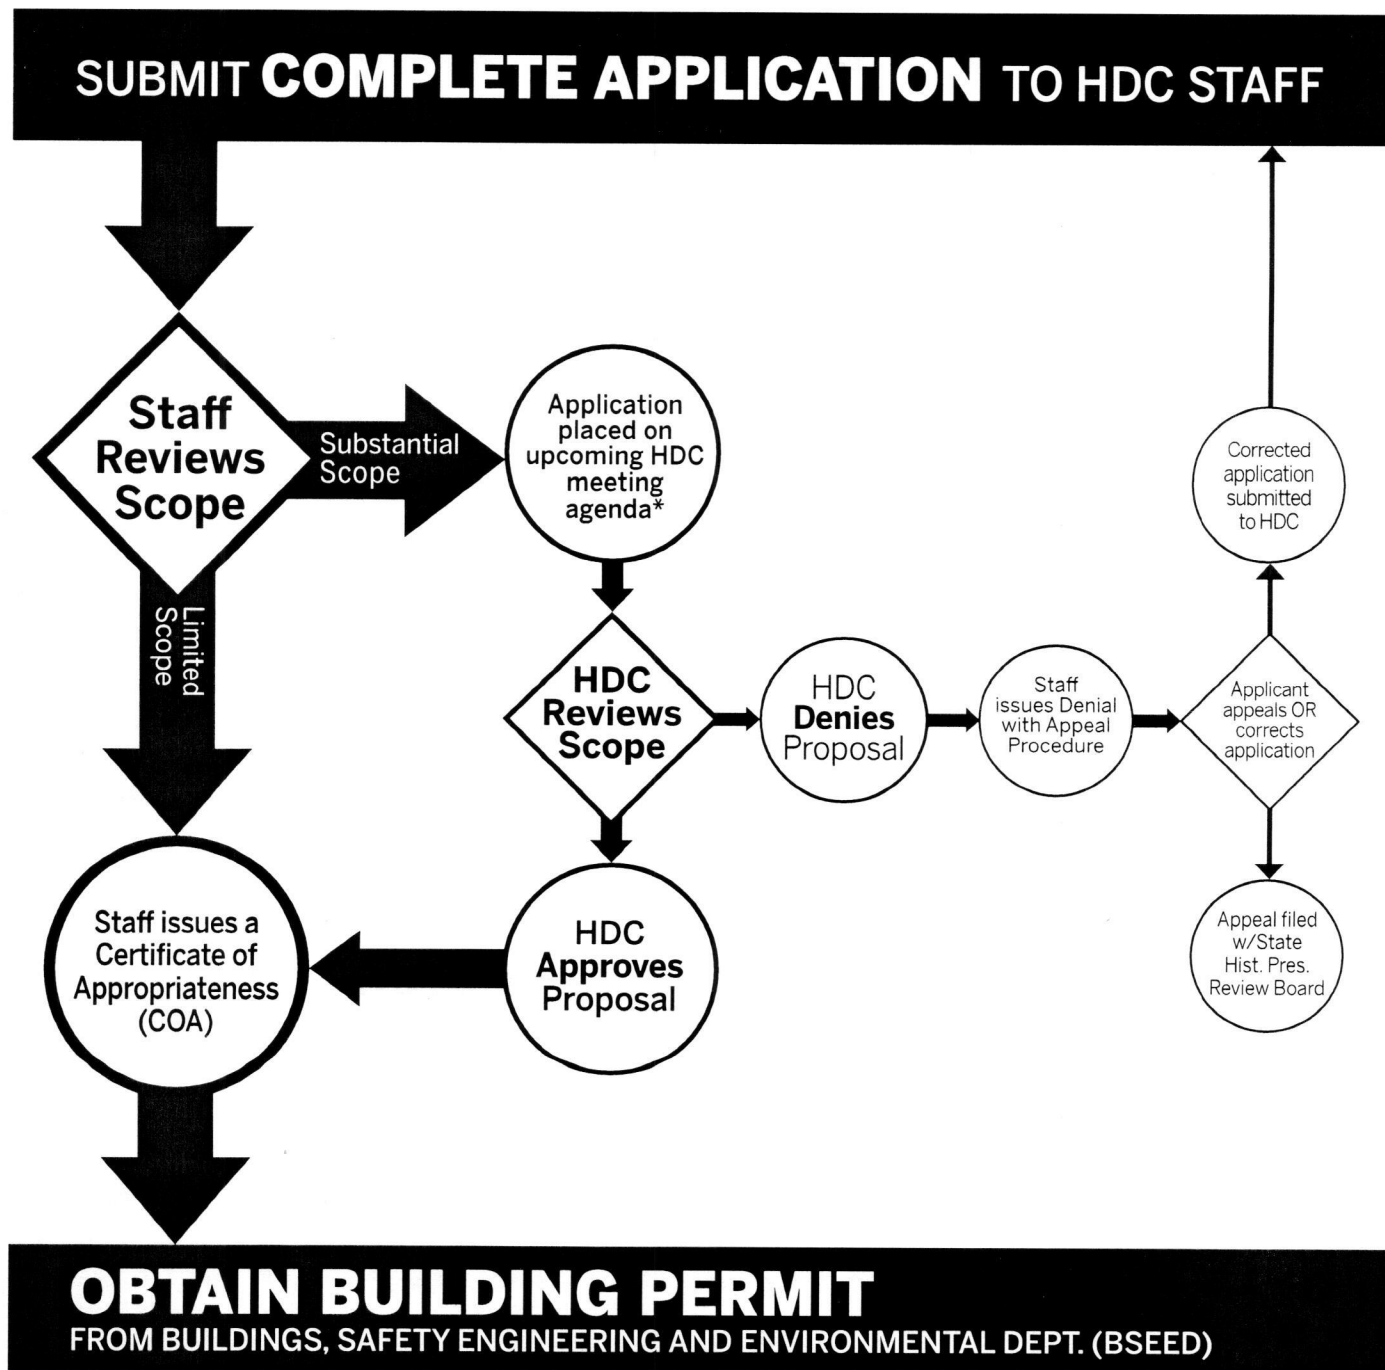 SUBMIT COMPLETE APPLICATION TO HDC STAFF
Staff
Reviews
Scope
Substantial
Scope
Application
placed on
upcoming HDC
meeting
agenda*
Limited
Scope
HDC
Reviews
Scope
HDC
Denies
Proposal
Staff
issues Denial
with Appeal
Procedure
Applicant
appeals OR
corrects
application
Corrected
application
submitted
to HDC
Appeal filed
w/State
Hist. Pres.
Review Board
HDC
Approves
Proposal
Staff issues a
Certificate of
Appropriateness
(COA)
OBTAIN BUILDING PERMIT
FROM BUILDINGS, SAFETY ENGINEERING AND ENVIRONMENTAL DEPT. (BSEED)